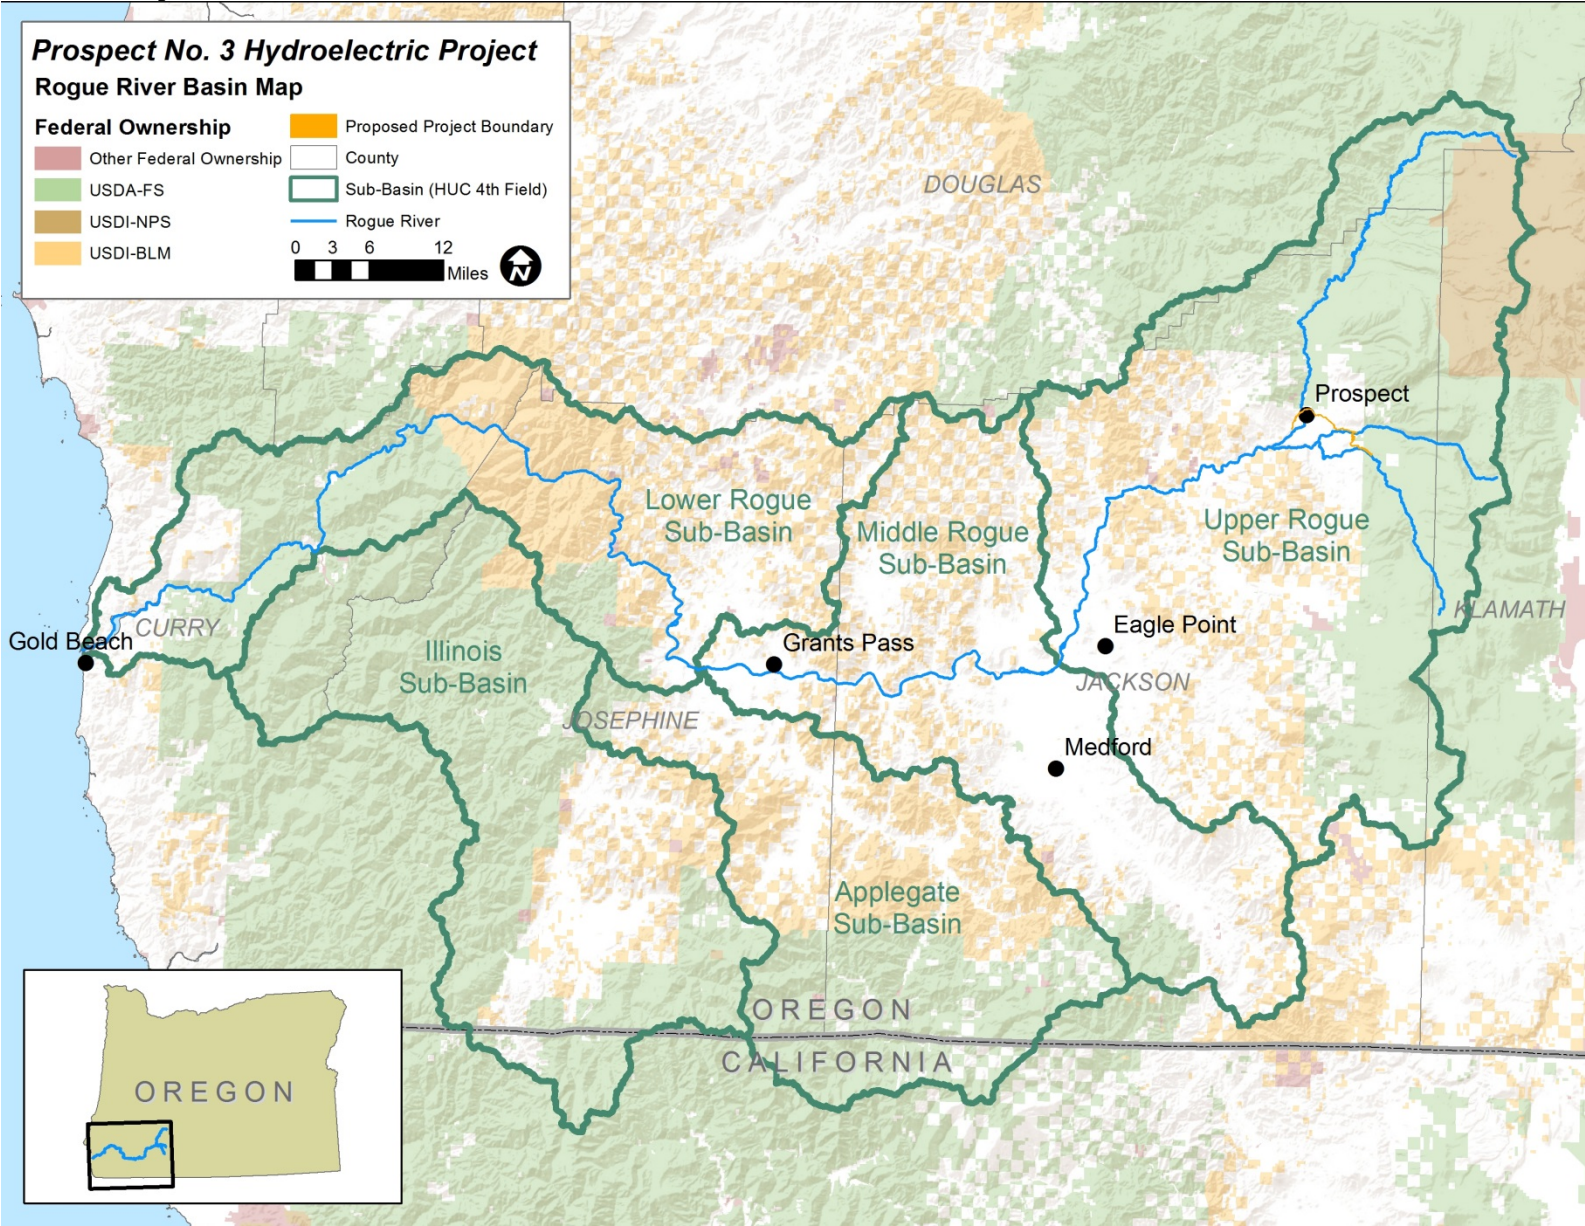 Prospect No. 3 Hydroelectric Project
Rogue River Basin Map
Federal Ownership
Other Federal Ownership
USDA-FS
USDI-NPS
USDI-BLM
Proposed Project Boundary
County
Sub-Basin (HUC 4th Field)
Rogue River
0 3 6 12
Miles
N
DOUGLAS
Prospect
Lower Rogue
Sub-Basin
Middle Rogue
Sub-Basin
Upper Rogue
Sub-Basin
KLAMATH
CURRY
Gold Beach
Illinois
Sub-Basin
Grants Pass
Eagle Point
JACKSON
JOSEPHINE
Medford
Applegate
Sub-Basin
OREGON
CALIFORNIA
OREGON